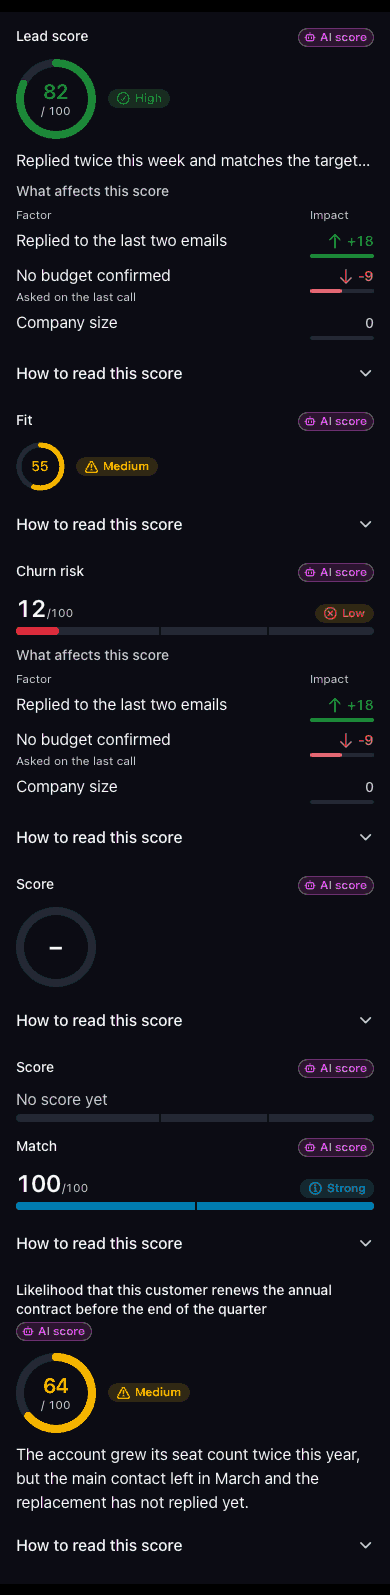 Lead score
AI score
82
/ 100
High
Replied twice this week and matches the target...
What affects this score
Factor Impact
Replied to the last two emails +18
No budget confirmed -9
Asked on the last call
Company size 0
How to read this score
Fit
AI score
55
Medium
How to read this score
Churn risk
AI score
12/100
Low
What affects this score
Factor Impact
Replied to the last two emails +18
No budget confirmed -9
Asked on the last call
Company size 0
How to read this score
Score
AI score
–
How to read this score
Score
AI score
No score yet
Match
AI score
100/100
Strong
How to read this score
Likelihood that this customer renews the annual
contract before the end of the quarter
AI score
64
/ 100
Medium
The account grew its seat count twice this year,
but the main contact left in March and the
replacement has not replied yet.
How to read this score